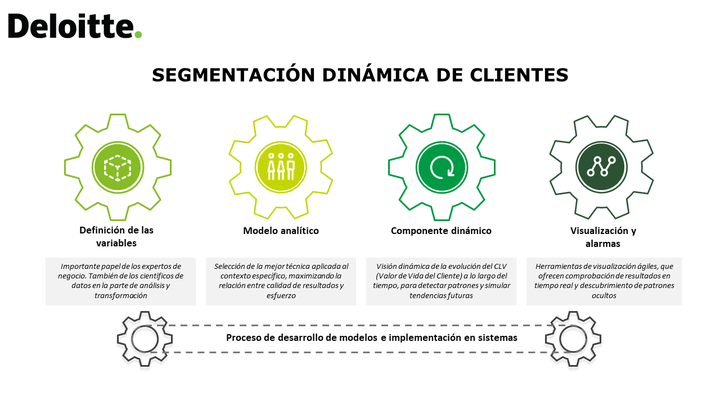 Deloitte.
SEGMENTACIÓN DINÁMICA DE CLIENTES
Definición de las
variables
Modelo analítico
Componente dinámico
Visualización y
alarmas
Importante papel de los expertos de
negocio. También de los científicos de
datos en la parte de análisis y
transformación
Selección de la mejor técnica aplicada al
contexto específico, maximizando la
relación entre calidad de resultados y
esfuerzo
Visión dinámica de la evolución del CLV
(Valor de Vida del Cliente) a lo largo del
tiempo, para detectar patrones y simular
tendencias futuras
Herramientas de visualización ágiles, que
ofrecen comprobación de resultados en
tiempo real y descubrimiento de patrones
ocultos
Proceso de desarrollo de modelos e implementación en sistemas